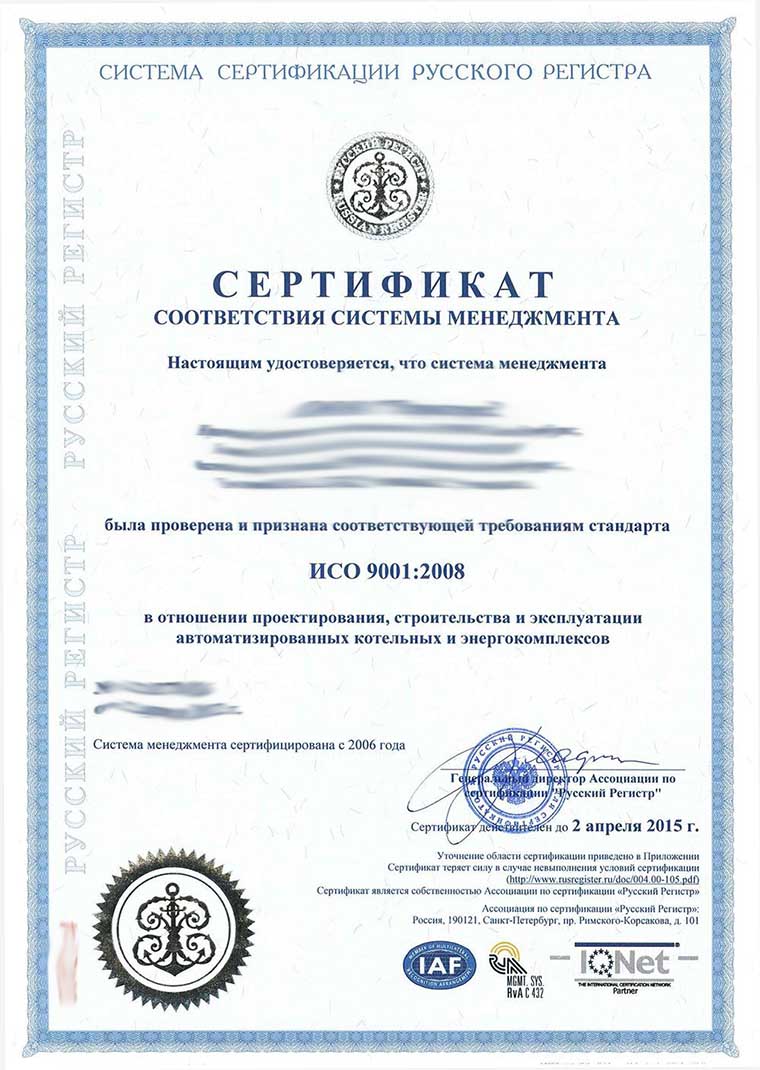 СИСТЕМА СЕРТИФИКАЦИИ РУССКОГО РЕГИСТРА
РУССКИЙ РЕГИСТР
RUSSIAN REGISTER
РУССКИЙ РЕГИСТР · РУССКИЙ РЕГИСТР
СЕРТИФИКАТ
СООТВЕТСТВИЯ СИСТЕМЫ МЕНЕДЖМЕНТА
Настоящим удостоверяется, что система менеджмента
была проверена и признана соответствующей требованиям стандарта
ИСО 9001:2008
в отношении проектирования, строительства и эксплуатации
автоматизированных котельных и энергокомплексов
Система менеджмента сертифицирована с 2006 года
РУССКИЙ РЕГИСТР
Генеральный директор Ассоциации по
сертификации "Русский Регистр"
Сертификат действителен до 2 апреля 2015 г.
Уточнение области сертификации приведено в Приложении
Сертификат теряет силу в случае невыполнения условий сертификации
(http://www.rusregister.ru/doc/004.00-105.pdf)
Сертификат является собственностью Ассоциации по сертификации «Русский Регистр»
Ассоциация по сертификации «Русский Регистр»:
Россия, 190121, Санкт-Петербург, пр. Римского-Корсакова, д. 101
MEMBER OF MULTILATERAL
IAF
RECOGNITION ARRANGEMENT
MGMT. SYS.
RvA C 432
IQNet
THE INTERNATIONAL CERTIFICATION NETWORK
Partner